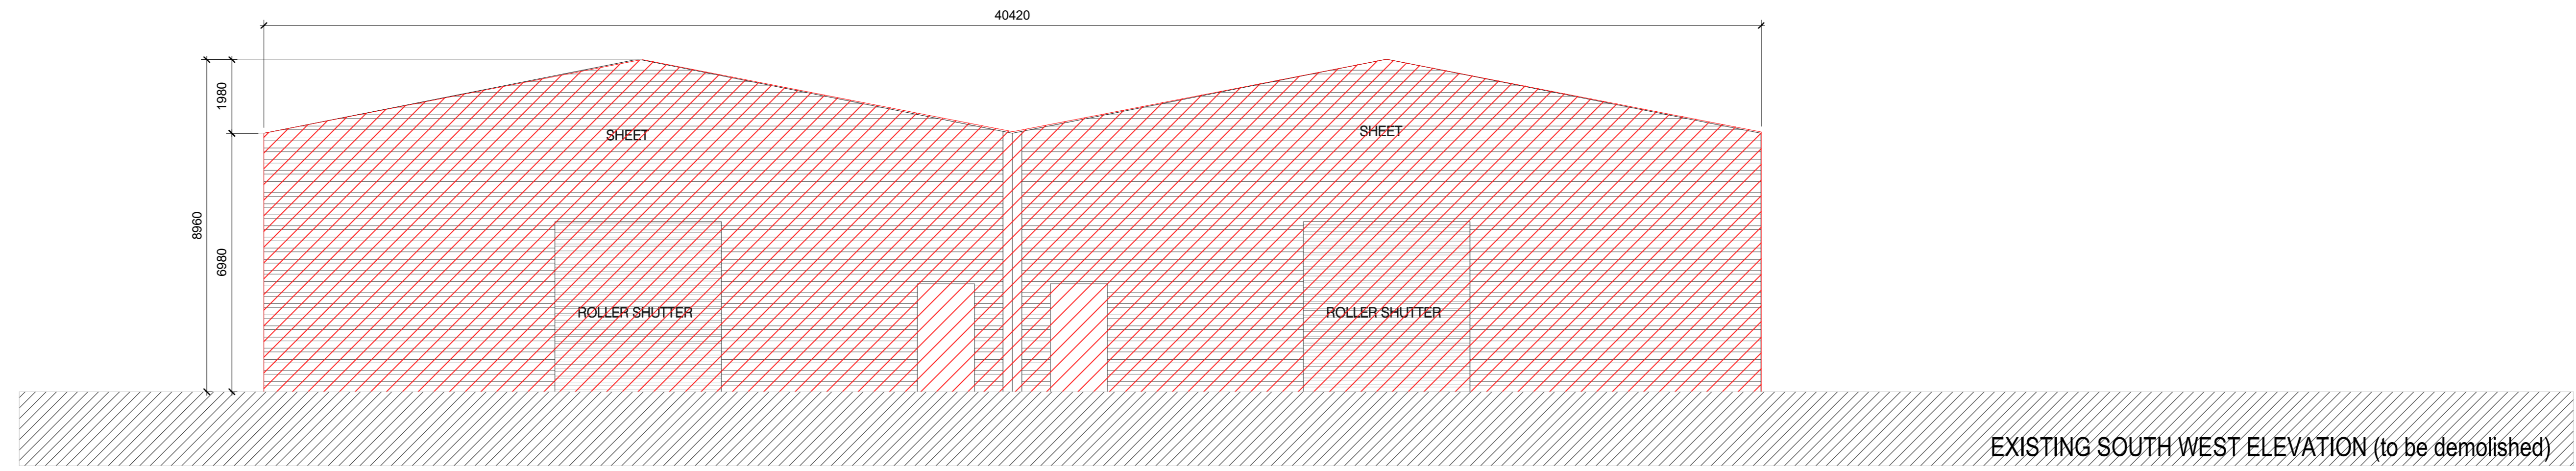 40420
1980
SHEET
SHEET
8960
6980
ROLLER SHUTTER
ROLLER SHUTTER
EXISTING SOUTH WEST ELEVATION (to be demolished)